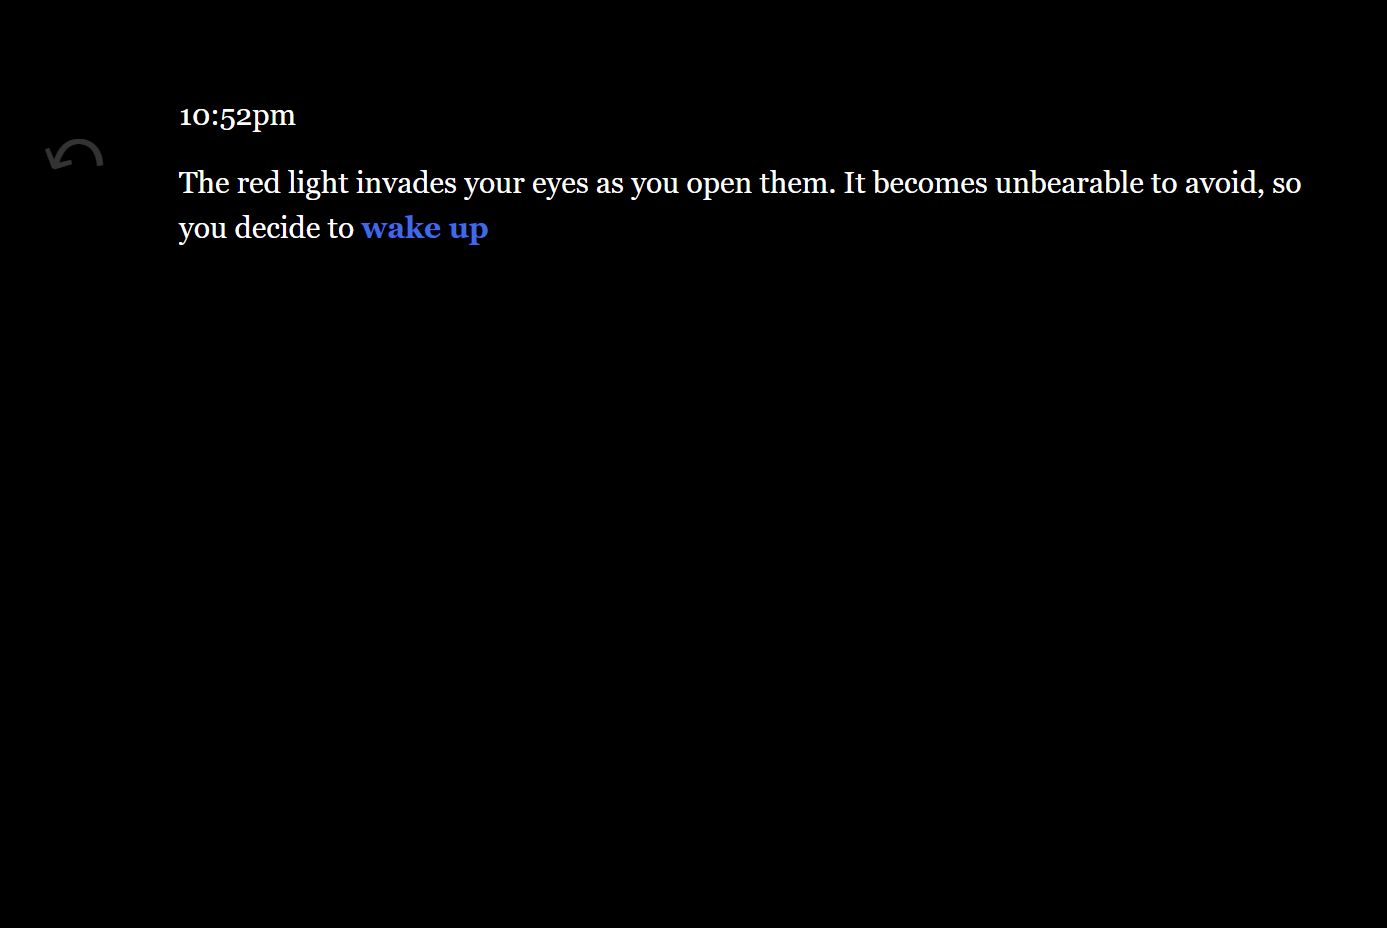 10:52pm
The red light invades your eyes as you open them. It becomes unbearable to avoid, so
you decide to wake up